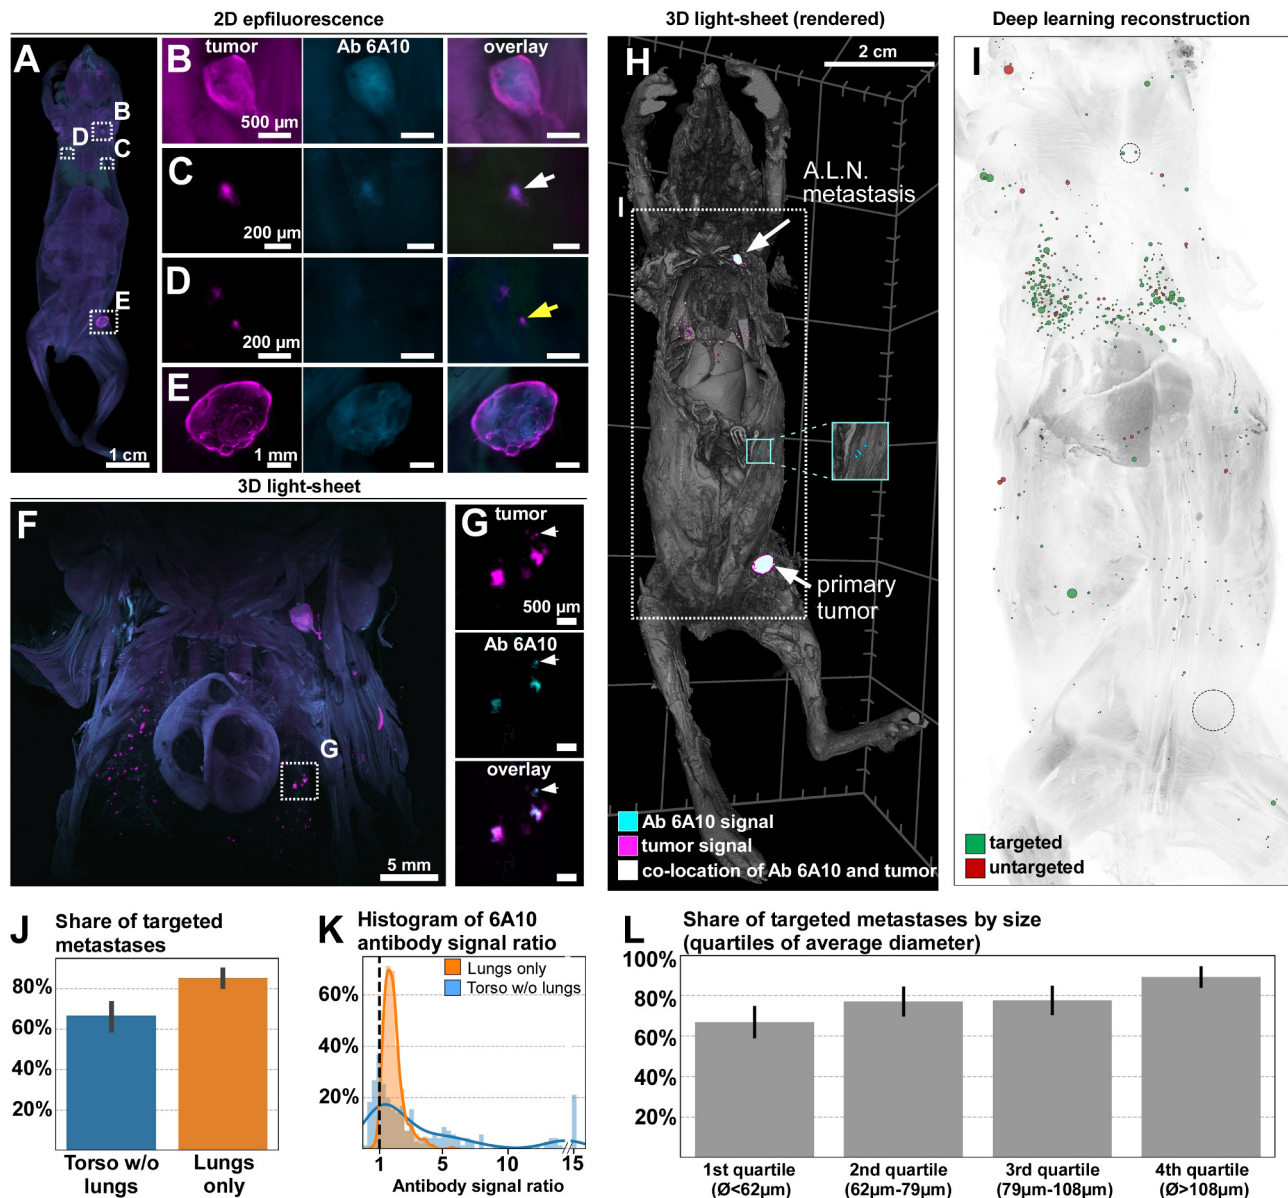 2D epfiluorescence
A
B
D
C
E
1 cm
tumor
Ab 6A10
overlay
B
500 µm
C
200 µm
D
200 µm
E
1 mm
3D light-sheet
F
G
5 mm
G
tumor
500 µm
Ab 6A10
overlay
3D light-sheet (rendered)
H
2 cm
A.L.N.
metastasis
I
primary
tumor
Ab 6A10 signal
tumor signal
co-location of Ab 6A10 and tumor
Deep learning reconstruction
I
targeted
untargeted
J
Share of targeted
metastases
80%
60%
40%
20%
Torso w/o
lungs
Lungs
only
K
Histogram of 6A10
antibody signal ratio
Lungs only
Torso w/o lungs
60%
40%
20%
1
5
10
15
Antibody signal ratio
L
Share of targeted metastases by size
(quartiles of average diameter)
100%
80%
60%
40%
20%
1st quartile
(Ø<62µm)
2nd quartile
(62µm-79µm)
3rd quartile
(79µm-108µm)
4th quartile
(Ø>108µm)